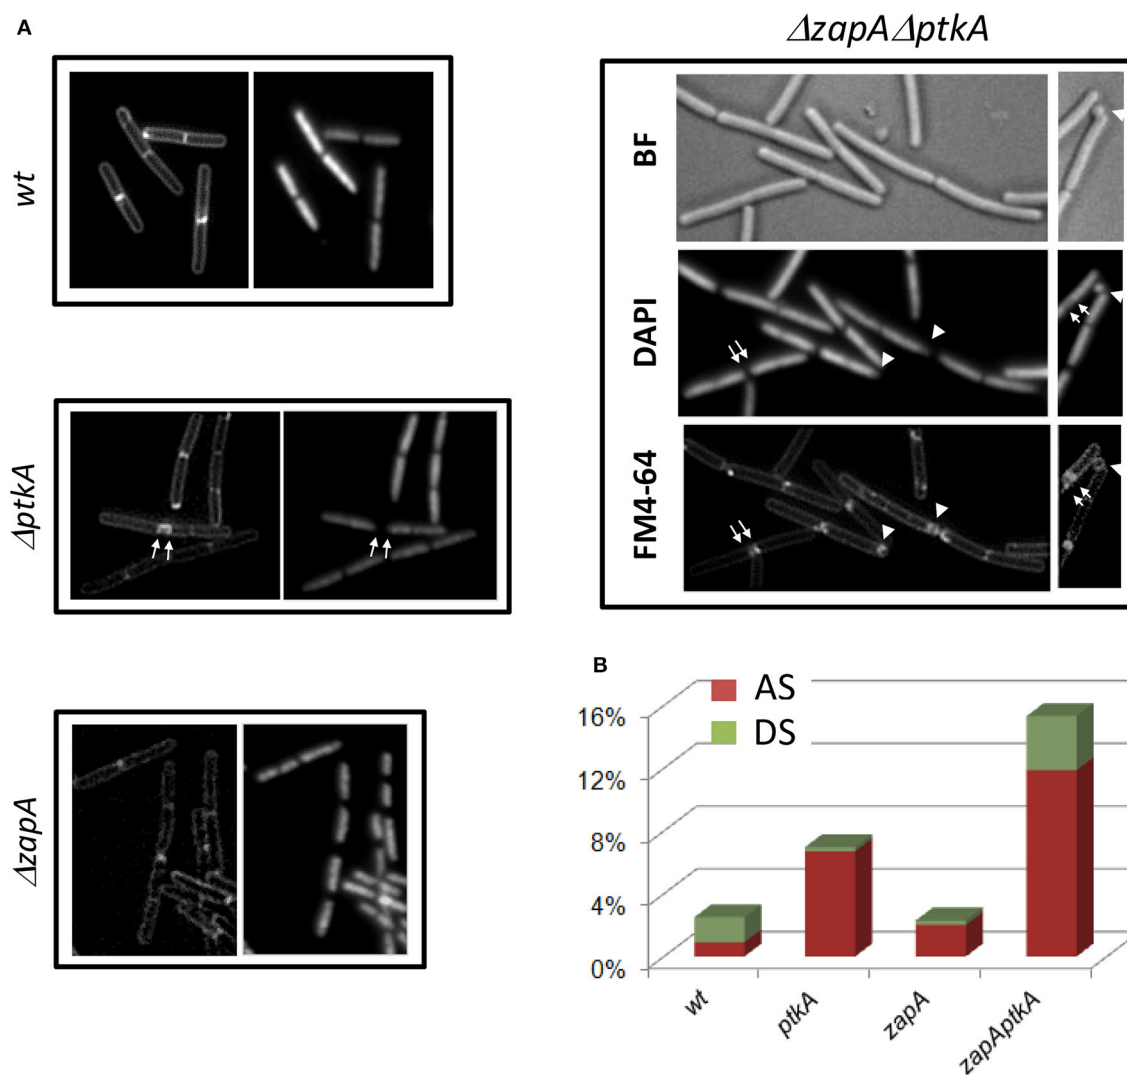 A
wt
ΔptkA
ΔzapA
ΔzapAΔptkA
BF
DAPI
FM4-64
B
AS
DS
16%
12%
8%
4%
0%
wt
ptkA
zapA
zapAptkA